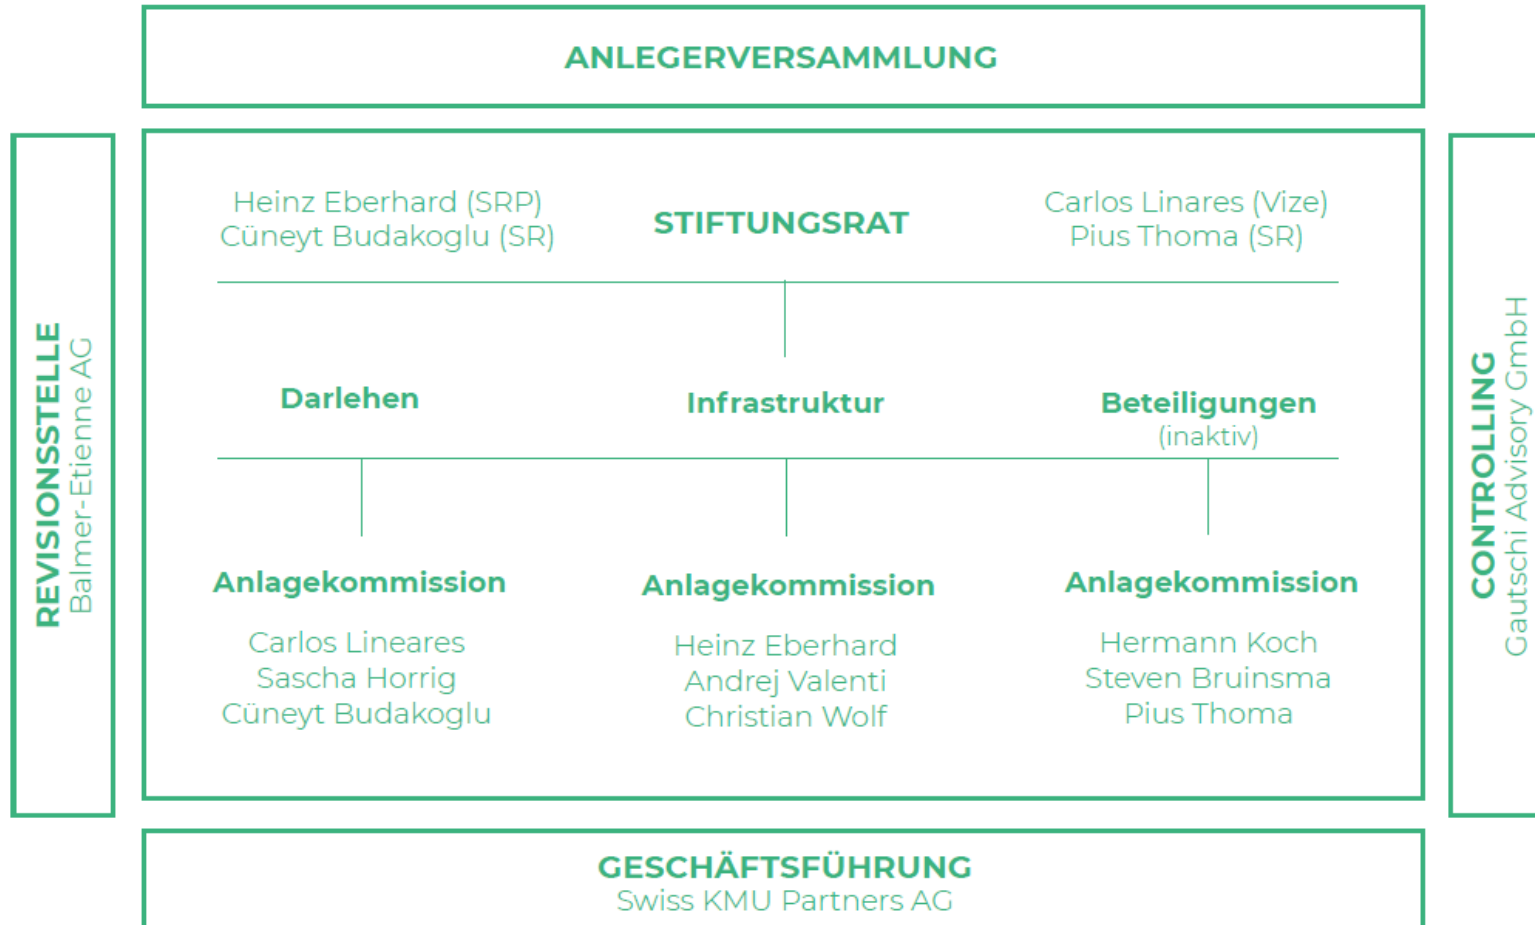 ANLEGERVERSAMMLUNG
REVISIONSSTELLE
Balmer-Etienne AG
Heinz Eberhard (SRP)
Cüneyt Budakoglu (SR)
STIFTUNGSRAT
Carlos Linares (Vize)
Pius Thoma (SR)
Darlehen
Infrastruktur
Beteiligungen
(inaktiv)
Anlagekommission
Carlos Lineares
Sascha Horrig
Cüneyt Budakoglu
Anlagekommission
Heinz Eberhard
Andrej Valenti
Christian Wolf
Anlagekommission
Hermann Koch
Steven Bruinsma
Pius Thoma
CONTROLLING
Gautschi Advisory GmbH
GESCHÄFTSFÜHRUNG
Swiss KMU Partners AG